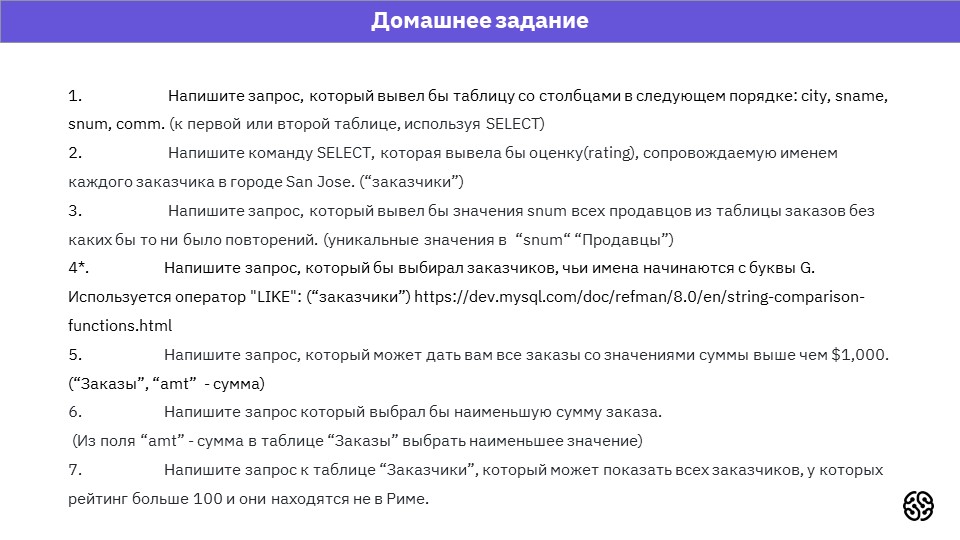 Домашнее задание
1. Напишите запрос, который вывел бы таблицу со столбцами в следующем порядке: city, sname,
snum, comm. (к первой или второй таблице, используя SELECT)
2. Напишите команду SELECT, которая вывела бы оценку(rating), сопровождаемую именем
каждого заказчика в городе San Jose. (“заказчики”)
3. Напишите запрос, который вывел бы значения snum всех продавцов из таблицы заказов без
каких бы то ни было повторений. (уникальные значения в “snum“ “Продавцы”)
4*. Напишите запрос, который бы выбирал заказчиков, чьи имена начинаются с буквы G.
Используется оператор "LIKE": (“заказчики”) https://dev.mysql.com/doc/refman/8.0/en/string-comparison-
functions.html
5. Напишите запрос, который может дать вам все заказы со значениями суммы выше чем $1,000.
(“Заказы”, “amt” - сумма)
6. Напишите запрос который выбрал бы наименьшую сумму заказа.
(Из поля “amt” - сумма в таблице “Заказы” выбрать наименьшее значение)
7. Напишите запрос к таблице “Заказчики”, который может показать всех заказчиков, у которых
рейтинг больше 100 и они находятся не в Риме.